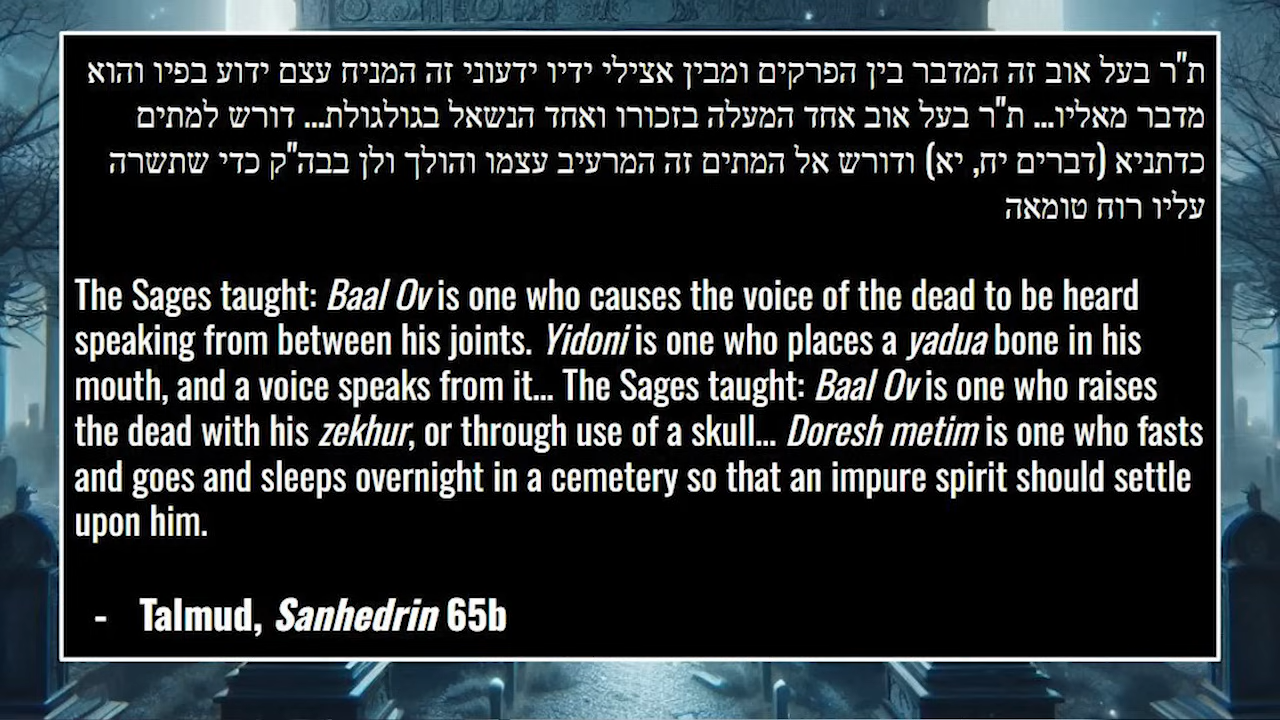 ת"ר בעל אוב זה המדבר בין הפרקים ומבין אצילי ידיו ידעוני זה המניח עצם ידוע בפיו והוא
מדבר מאליו... ת"ר בעל אוב אחד המעלה בזכורו ואחד הנשאל בגולגולת... דורש למתים
כדתניא (דברים יח, יא) ודורש אל המתים זה המרעיב עצמו והולך ולן בבה"ק כדי שתשרה
עליו רוח טומאה
The Sages taught: Baal Ov is one who causes the voice of the dead to be heard
speaking from between his joints. Yidoni is one who places a yadua bone in his
mouth, and a voice speaks from it... The Sages taught: Baal Ov is one who raises
the dead with his zekhur, or through use of a skull... Doresh metim is one who fasts
and goes and sleeps overnight in a cemetery so that an impure spirit should settle
upon him.
- Talmud, Sanhedrin 65b